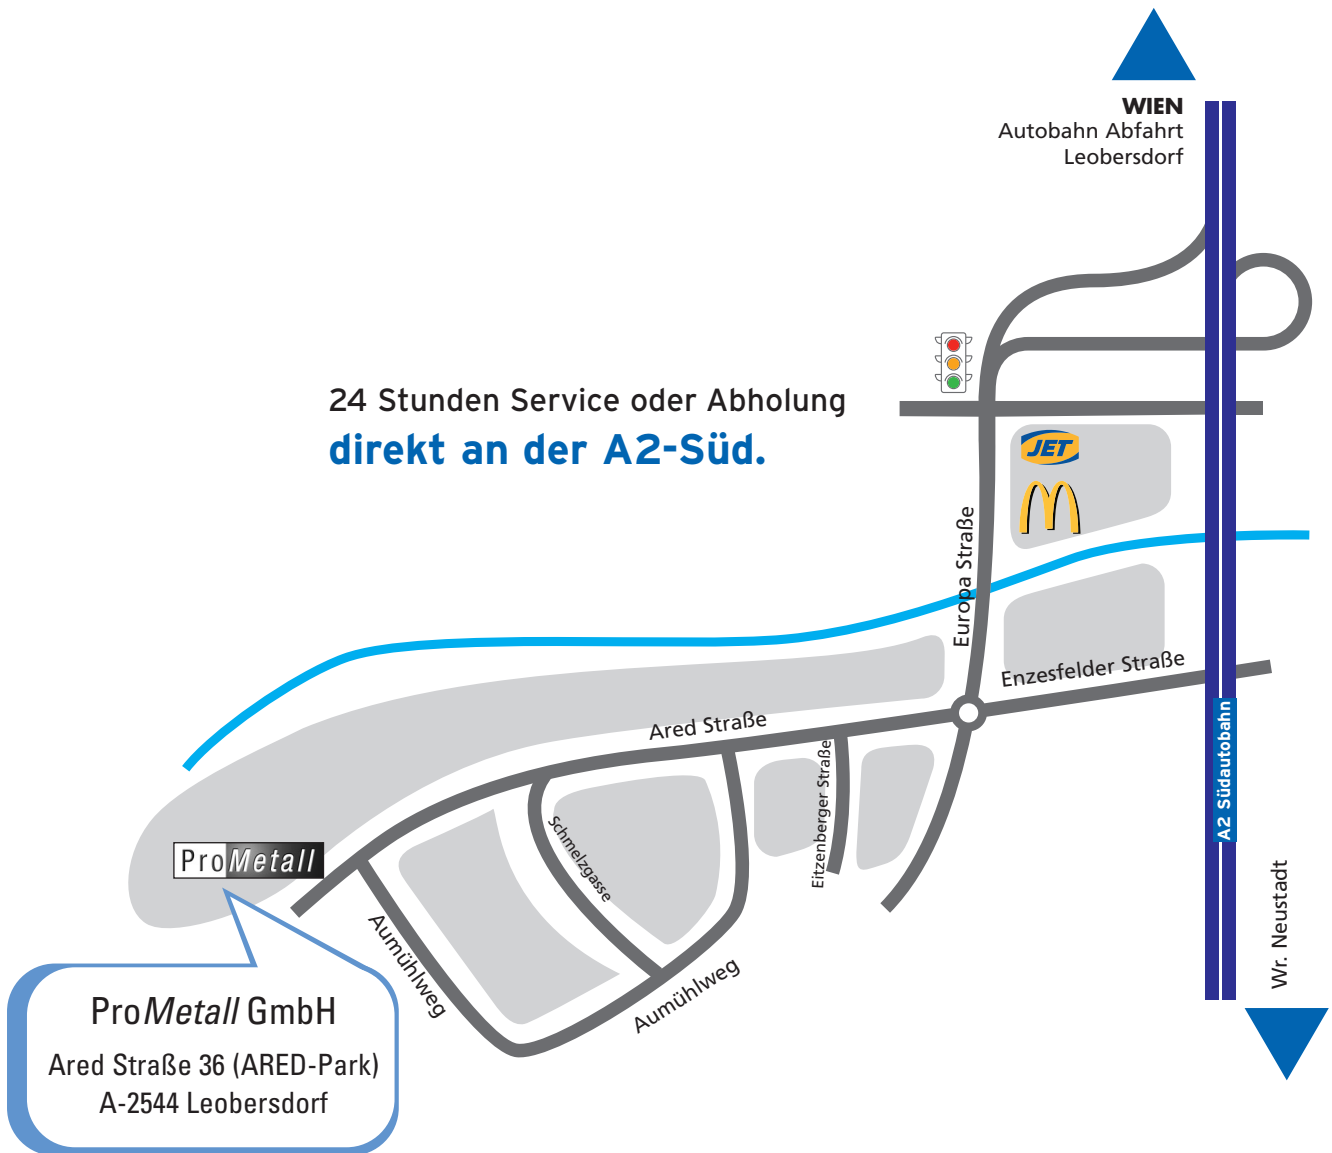 WIEN
Autobahn Abfahrt
Leobersdorf
24 Stunden Service oder Abholung
direkt an der A2-Süd.
JET
Europa Straße
Enzesfelder Straße
Ared Straße
A2 Südautobahn
Eitzenberger Straße
Schmelzgasse
ProMetall
Wr. Neustadt
Aumühlweg
Aumühlweg
ProMetall GmbH
Ared Straße 36 (ARED-Park)
A-2544 Leobersdorf